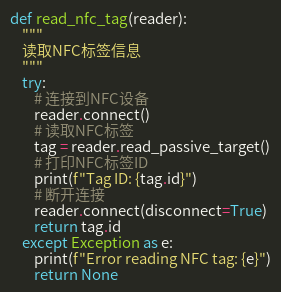 def read_nfc_tag(reader):
    """
    读取NFC标签信息
    """
    try:
        # 连接到NFC设备
        reader.connect()
        # 读取NFC标签
        tag = reader.read_passive_target()
        # 打印NFC标签ID
        print(f"Tag ID: {tag.id}")
        # 断开连接
        reader.connect(disconnect=True)
        return tag.id
    except Exception as e:
        print(f"Error reading NFC tag: {e}")
        return None